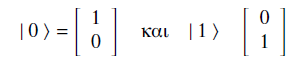 | 0 ⟩ = [ 1 0 ] και | 1 ⟩ [ 0 1 ]